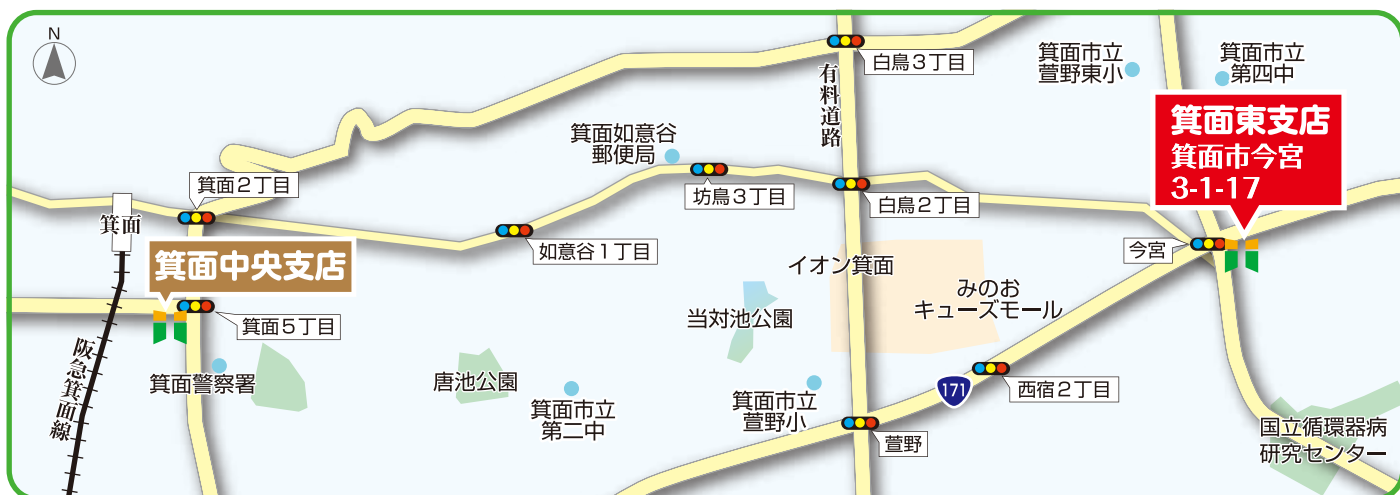 N
白島3丁目
箕面市立
萱野東小
箕面市立
第四中
有料道路
箕面東支店
箕面市今宮
3-1-17
箕面如意谷
郵便局
箕面2丁目
坊島3丁目
白島2丁目
箕面
如意谷1丁目
今宮
箕面中央支店
イオン箕面
みのお
キューズモール
当対池公園
箕面5丁目
阪急箕面線
箕面警察署
唐池公園
箕面市立
第二中
箕面市立
萱野小
171
西宿2丁目
萱野
国立循環器病
研究センター